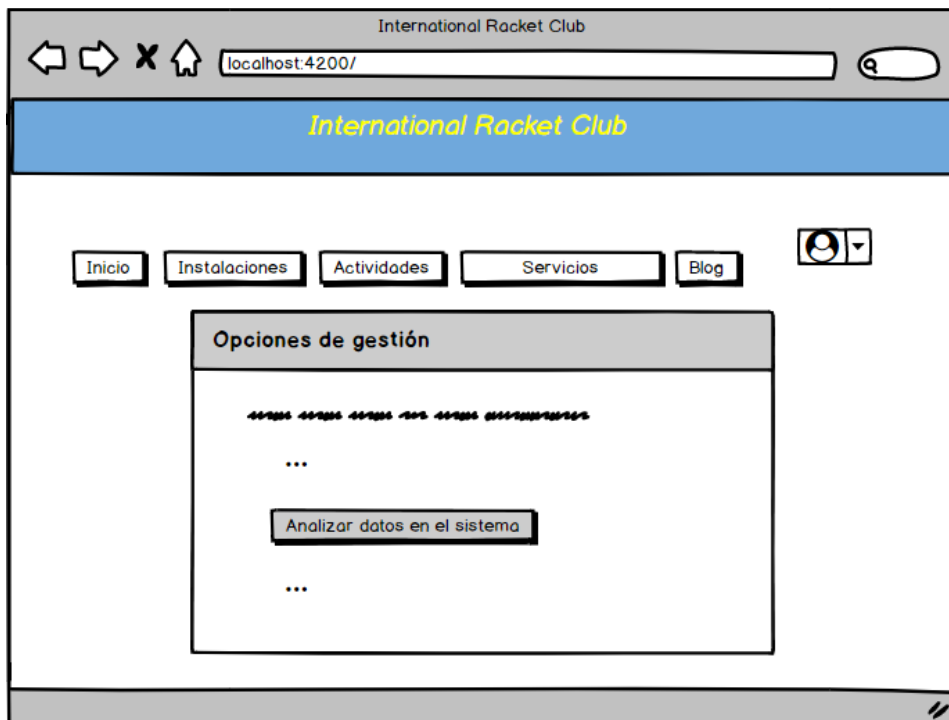 International Racket Club
localhost:4200/
International Racket Club
Inicio Instalaciones Actividades Servicios Blog
Opciones de gestión
...
Analizar datos en el sistema
...